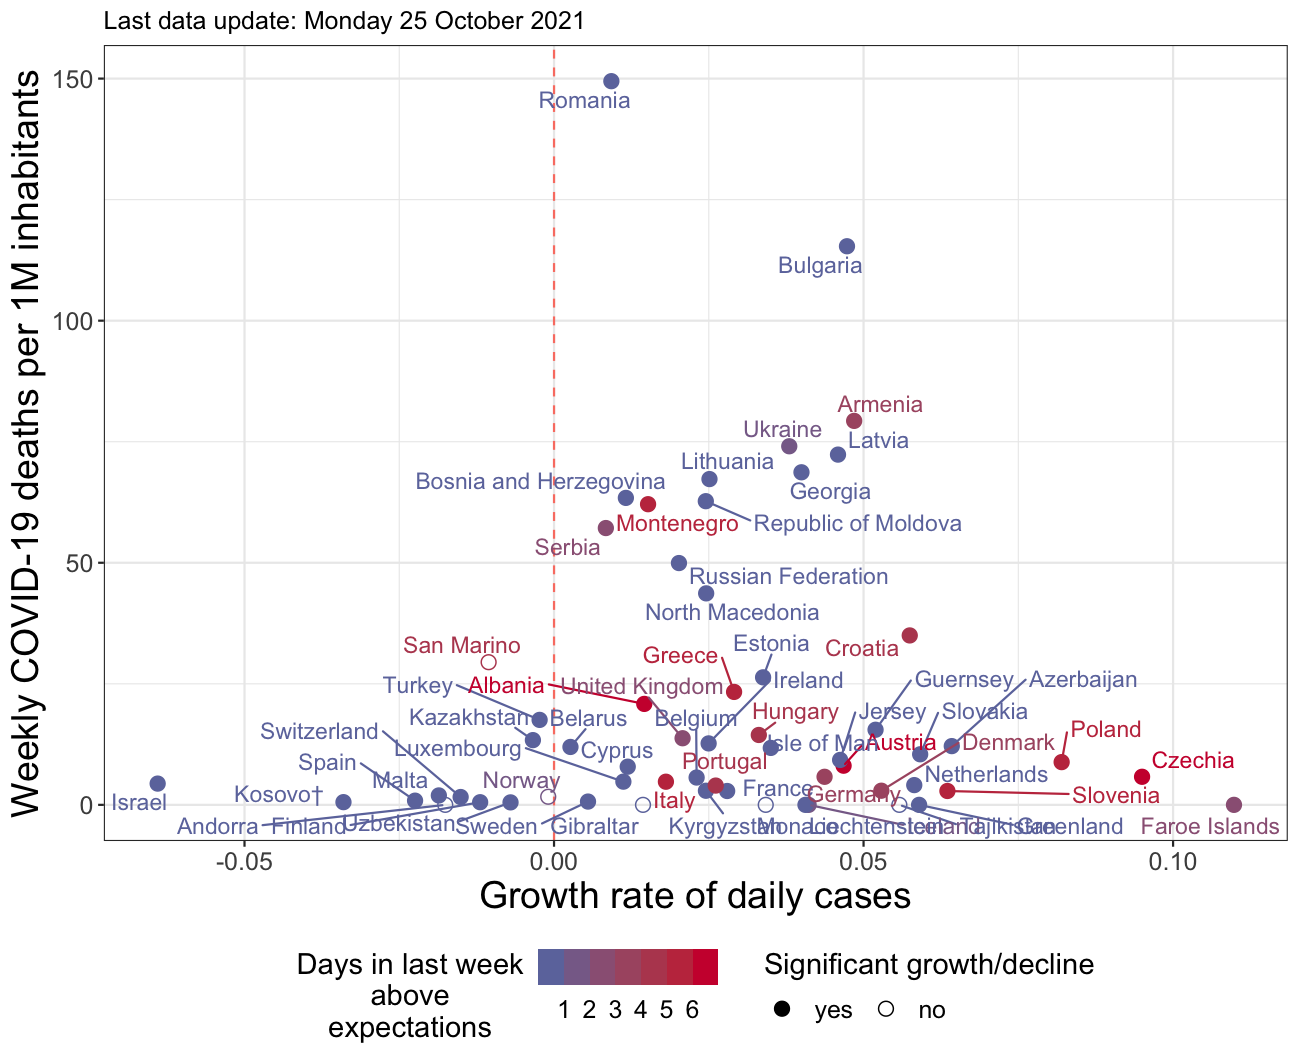 Last data update: Monday 25 October 2021
Weekly COVID-19 deaths per 1M inhabitants
150
100
50
0
Romania
Bulgaria
Armenia
Ukraine
Latvia
Lithuania
Bosnia and Herzegovina
Georgia
Montenegro
Republic of Moldova
Serbia
Russian Federation
North Macedonia
San Marino
Estonia
Croatia
Greece
Turkey
Albania
United Kingdom
Ireland
Guernsey
Azerbaijan
Kazakhstan
Belarus
Belgium
Hungary
Jersey
Slovakia
Switzerland
Luxembourg
Cyprus
Isle of Man
Austria
Denmark
Poland
Spain
Portugal
Czechia
Malta
Norway
Netherlands
Israel
Kosovo†
Italy
France
Germany
Slovenia
Andorra
Finland
Uzbekistan
Sweden
Gibraltar
Kyrgyzstan
Monaco
Liechtenstein
Iceland
Tajikistan
Greenland
Faroe Islands
-0.05
0.00
0.05
0.10
Growth rate of daily cases
Days in last week
above
expectations
1 2 3 4 5 6
Significant growth/decline
yes
no